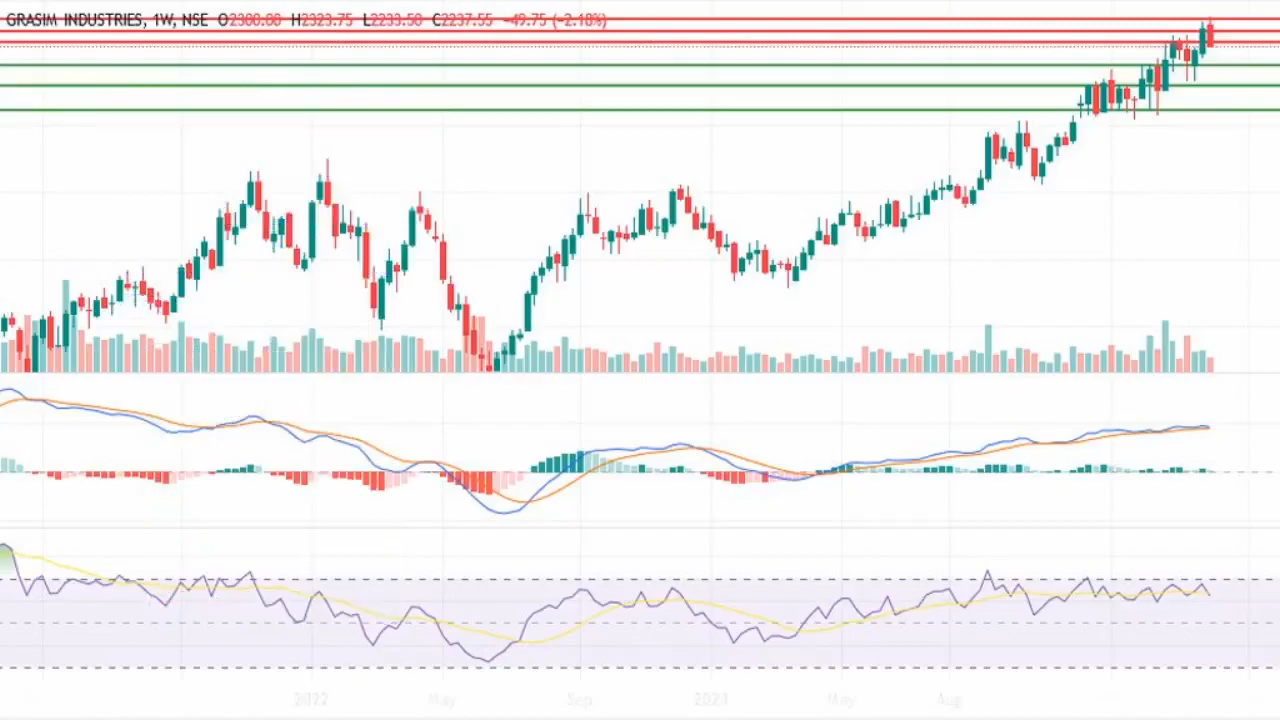 GRASIM INDUSTRIES, 1W, NSE O2300.00 H2323.75 L2233.50 C2237.55 -49.75 (-2.18%)
2022 May Sep 2023 May Aug